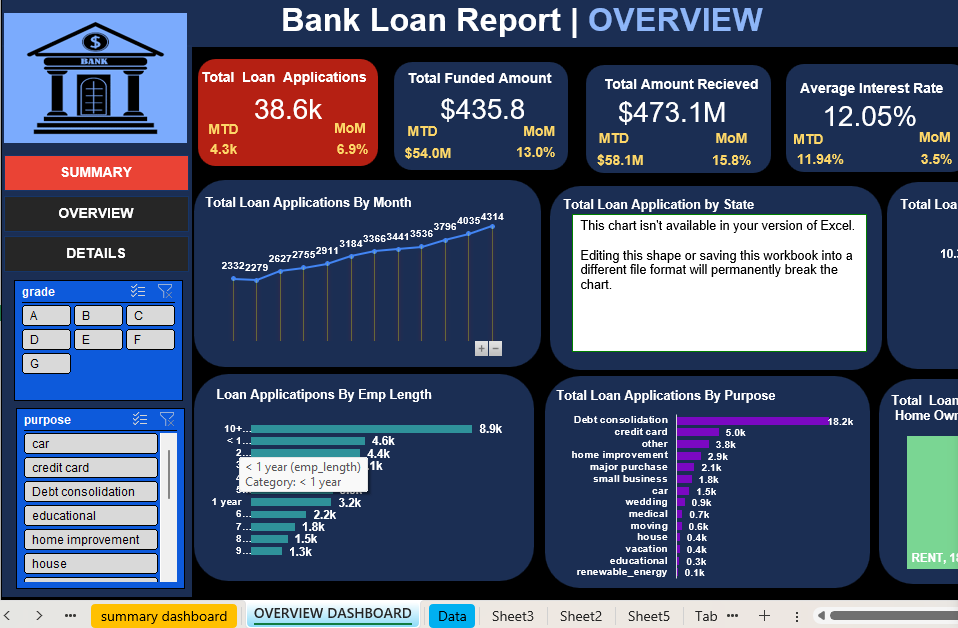 Bank Loan Report | OVERVIEW
$
BANK
Total Loan Applications
38.6k
MTD MoM
4.3k 6.9%
Total Funded Amount
$435.8
MTD MoM
$54.0M 13.0%
Total Amount Recieved
$473.1M
MTD MoM
$58.1M 15.8%
Average Interest Rate
12.05%
MTD MoM
11.94% 3.5%
SUMMARY
OVERVIEW
DETAILS
grade
A B C
D E F
G
purpose
car
credit card
Debt consolidation
educational
home improvement
house
Total Loan Applications By Month
2332 2279 2627 2755 2911 3184 3366 3441 3536 3796 4035 4314
+ −
Total Loan Application by State
This chart isn't available in your version of Excel.
Editing this shape or saving this workbook into a
different file format will permanently break the
chart.
Total Loa
10.
Loan Applicatipons By Emp Length
10+... 8.9k
< 1... 4.6k
2... 4.4k
.1k
< 1 year (emp_length)
Category: < 1 year
1 year 3.2k
6... 2.2k
7... 1.8k
8... 1.5k
9... 1.3k
Total Loan Applications By Purpose
Debt consolidation 18.2k
credit card 5.0k
other 3.8k
home improvement 2.9k
major purchase 2.1k
small business 1.8k
car 1.5k
wedding 0.9k
medical 0.7k
moving 0.6k
house 0.4k
vacation 0.4k
educational 0.3k
renewable_energy 0.1k
Total Loan
Home Own
RENT, 18
summary dashboard OVERVIEW DASHBOARD Data Sheet3 Sheet2 Sheet5 Tab